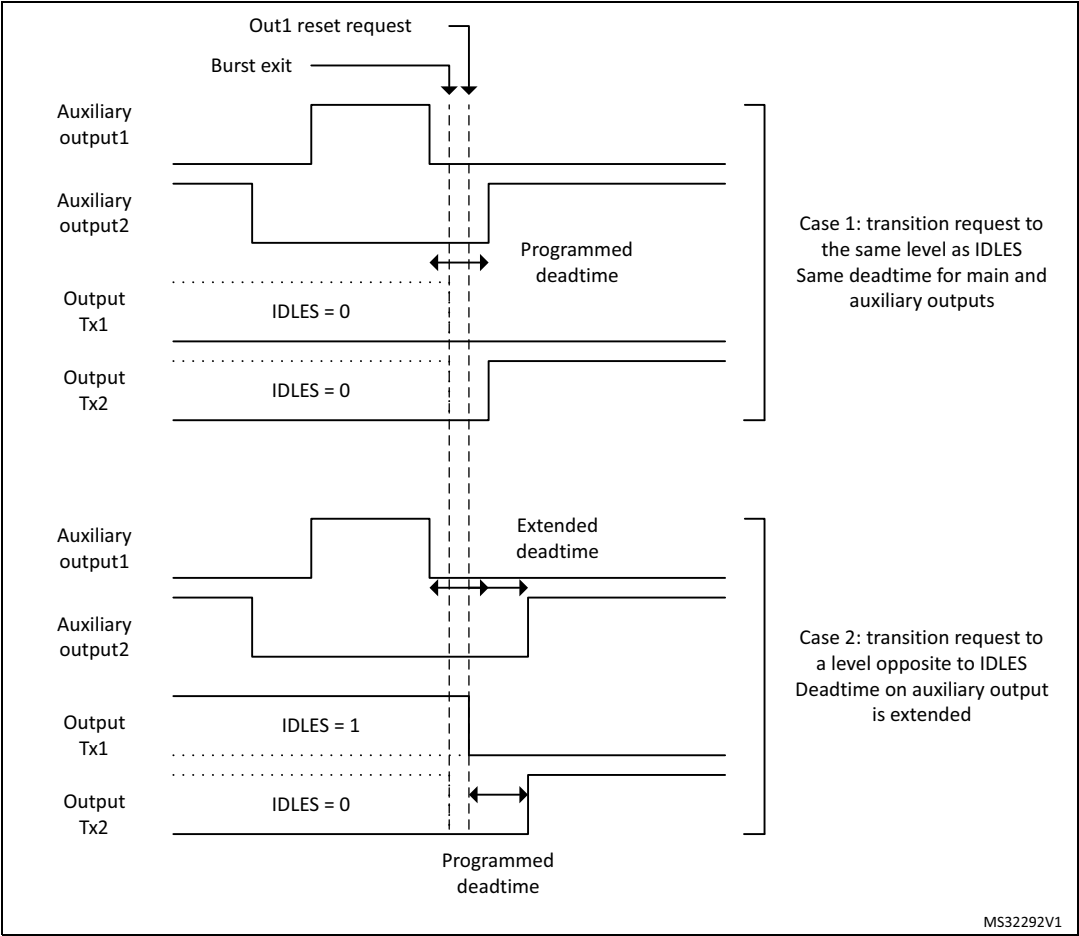 Out1 reset request
Burst exit
Auxiliary
output1
Auxiliary
output2
Programmed
deadtime
Output
Tx1
IDLES = 0
Output
Tx2
IDLES = 0
Case 1: transition request to
the same level as IDLES
Same deadtime for main and
auxiliary outputs
Auxiliary
output1
Extended
deadtime
Auxiliary
output2
Output
Tx1
IDLES = 1
Output
Tx2
IDLES = 0
Programmed
deadtime
Case 2: transition request to
a level opposite to IDLES
Deadtime on auxiliary output
is extended
MS32292V1